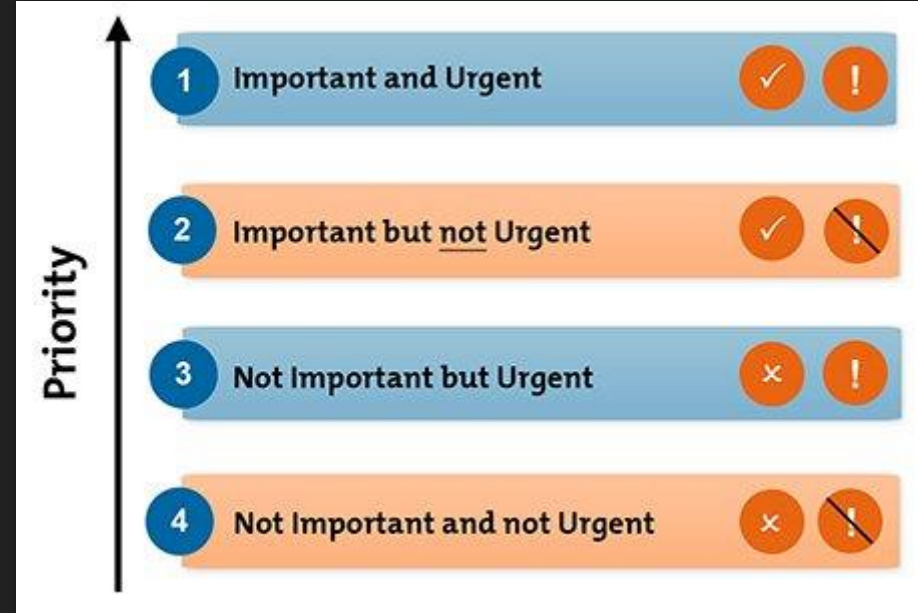 Priority
1 Important and Urgent ✓ !
2 Important but not Urgent ✓ !
3 Not Important but Urgent × !
4 Not Important and not Urgent × !